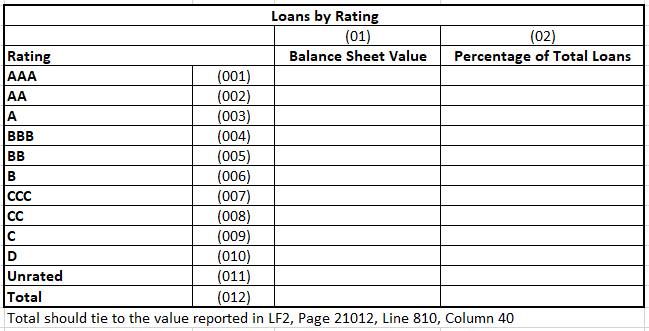 Loans by Rating
(01) (02)
Rating Balance Sheet Value Percentage of Total Loans
AAA (001)
AA (002)
A (003)
BBB (004)
BB (005)
B (006)
CCC (007)
CC (008)
C (009)
D (010)
Unrated (011)
Total (012)
Total should tie to the value reported in LF2, Page 21012, Line 810, Column 40